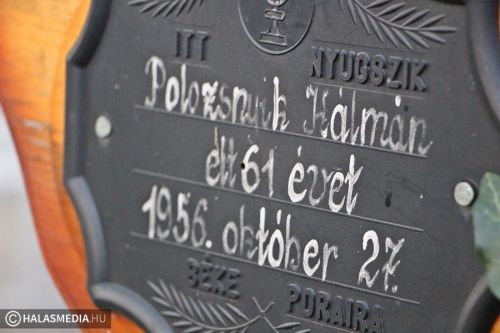 ITT NYUGSZIK
Polozsnyik Kálmán
élt 61 évet
1956. október 27.
BÉKE PORAIRA
© HALASMEDIA.HU